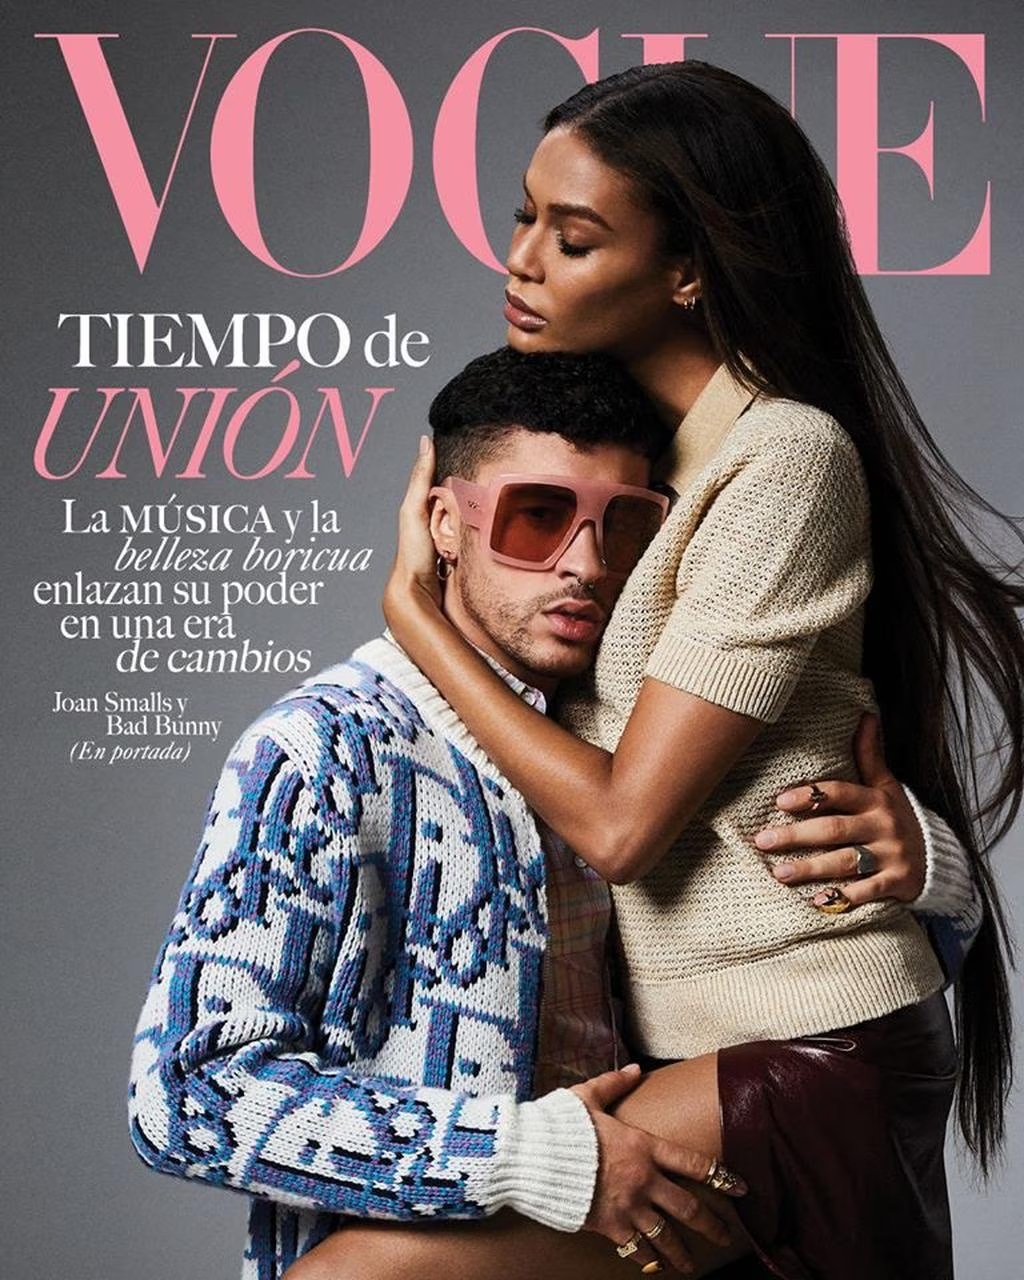 VOGUE
TIEMPO de
UNIÓN
La MÚSICA y la
belleza boricua
enlazan su poder
en una era
de cambios
Joan Smalls y
Bad Bunny
(En portada)